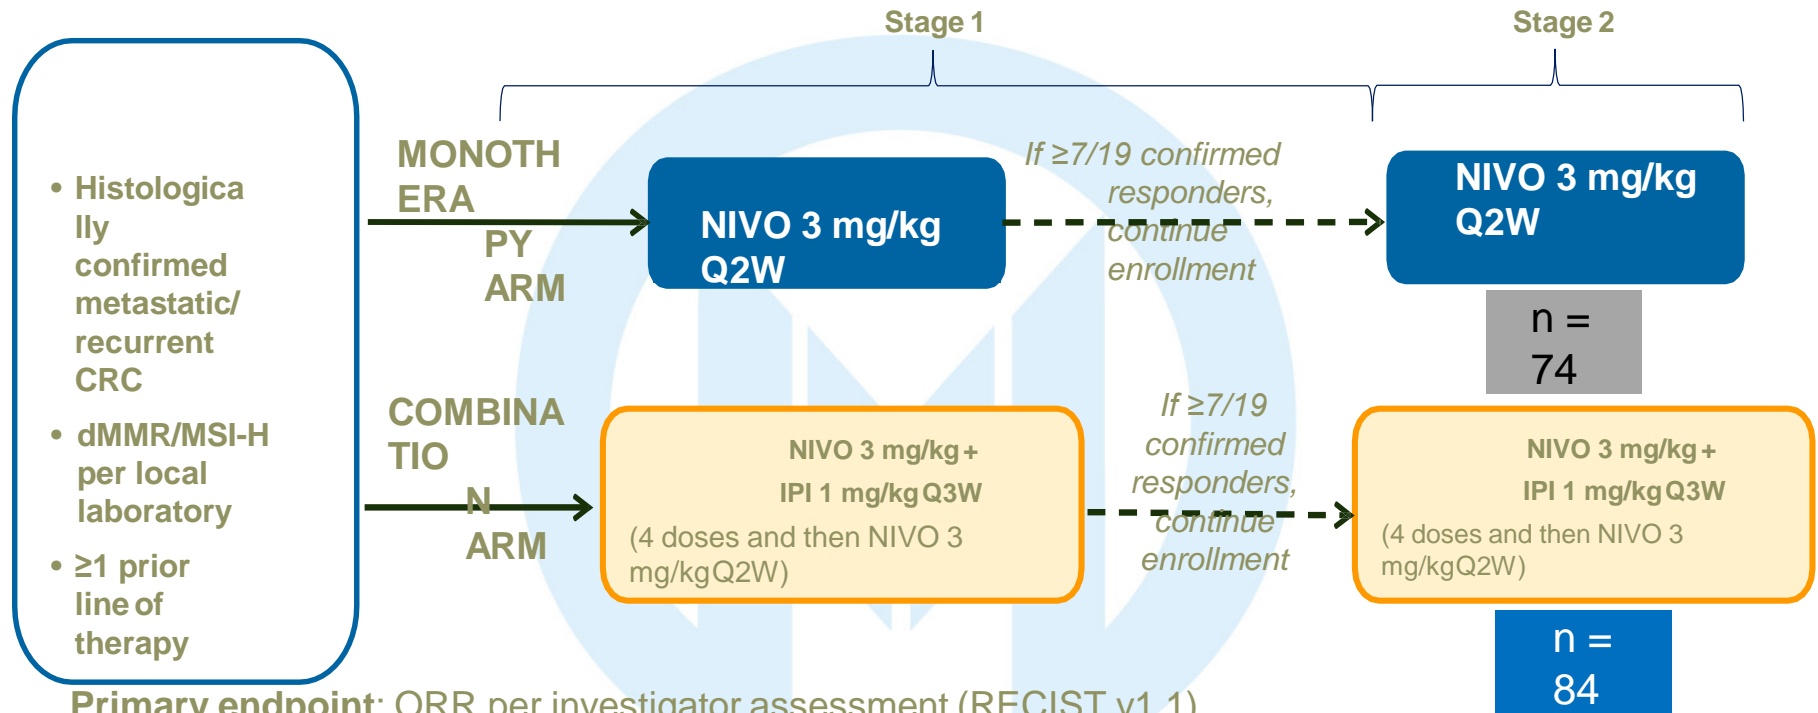 Stage 1
Stage 2
• Histologica
lly
confirmed
metastatic/
recurrent
CRC
• dMMR/MSI-H
per local
laboratory
• ≥1 prior
line of
therapy
MONOTH
ERA
PY
ARM
NIVO 3 mg/kg
Q2W
If ≥7/19 confirmed
responders,
continue
enrollment
NIVO 3 mg/kg
Q2W
n =
74
COMBINA
TIO
N
ARM
NIVO 3 mg/kg +
IPI 1 mg/kg Q3W
(4 doses and then NIVO 3
mg/kgQ2W)
If ≥7/19
confirmed
responders,
continue
enrollment
NIVO 3 mg/kg +
IPI 1 mg/kg Q3W
(4 doses and then NIVO 3
mg/kgQ2W)
n =
84
Primary endpoint: ORR per investigator assessment (RECIST v1.1)